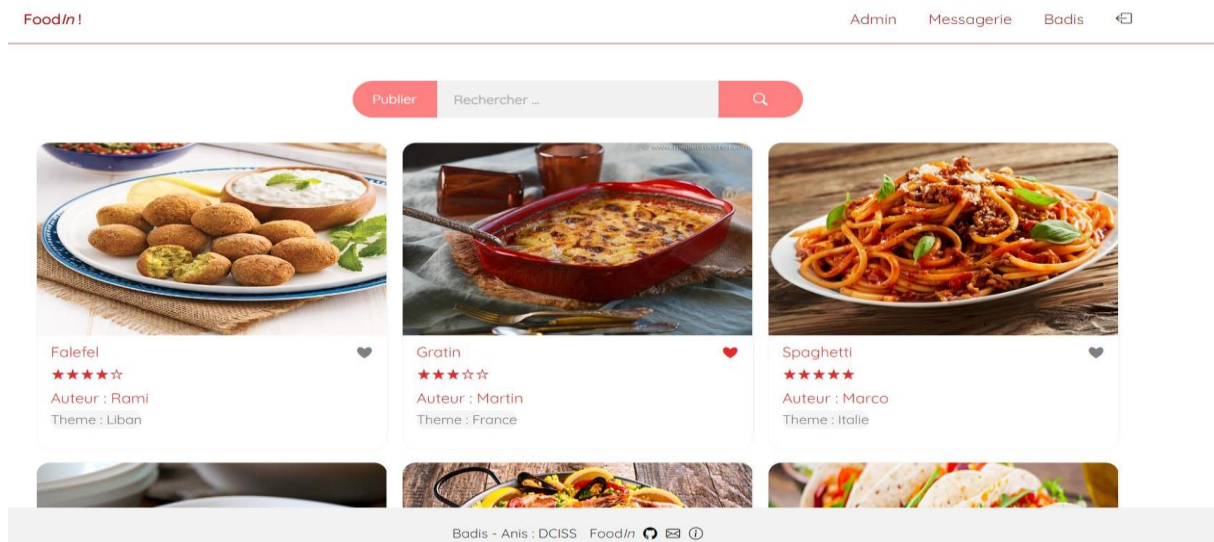 FoodIn !
Admin Messagerie Badis
Publier Rechercher ...
Falefel
★★★★☆
Auteur : Rami
Theme : Liban
Gratin
★★★☆☆
Auteur : Martin
Theme : France
Spaghetti
★★★★★
Auteur : Marco
Theme : Italie
Badis - Anis : DCISS FoodIn